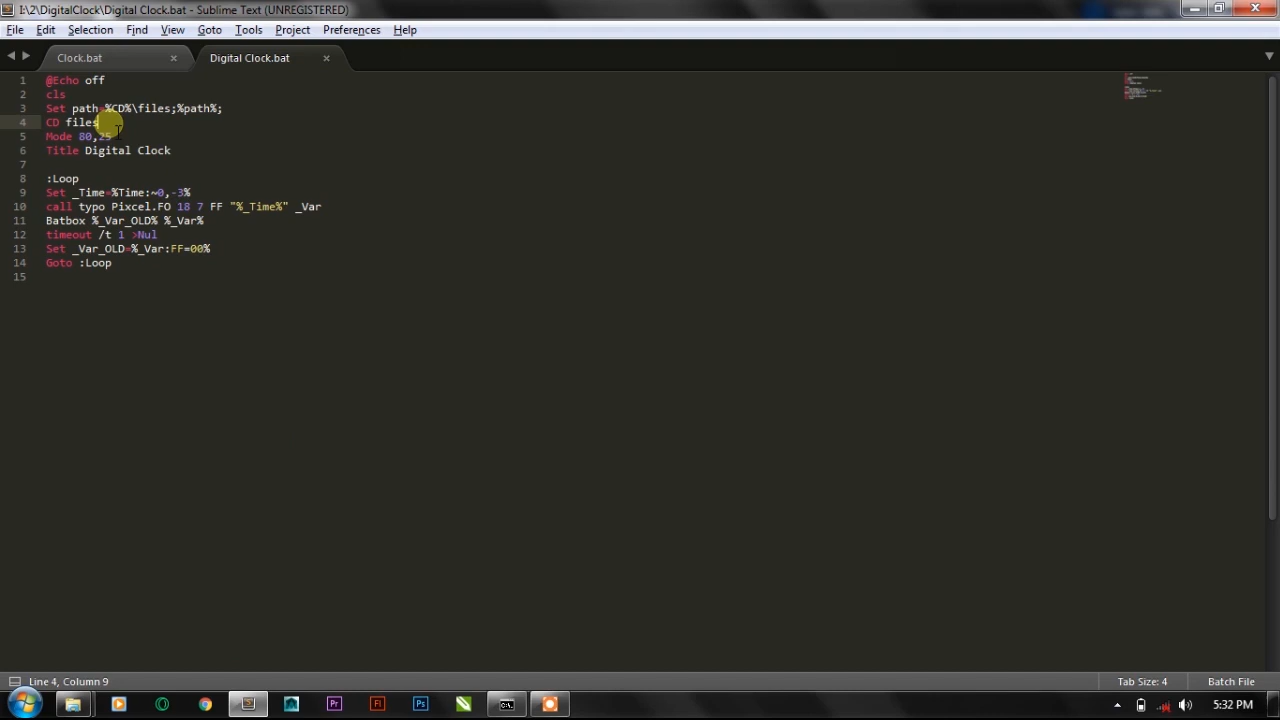 I:\2\DigitalClock\Digital Clock.bat - Sublime Text (UNREGISTERED)
File Edit Selection Find View Goto Tools Project Preferences Help
Clock.bat × Digital Clock.bat ×
1 @Echo off
2 cls
3 Set path=%CD%\files;%path%;
4 CD files
5 Mode 80,25
6 Title Digital Clock
7
8 :Loop
9 Set _Time=%Time:~0,-3%
10 call typo Pixcel.FO 18 7 FF "%_Time%" _Var
11 Batbox %_Var_OLD% %_Var%
12 timeout /t 1 >Nul
13 Set _Var_OLD=%_Var:FF=00%
14 Goto :Loop
15
Line 4, Column 9 Tab Size: 4 Batch File
Pr Fl Ps C:\ 5:32 PM